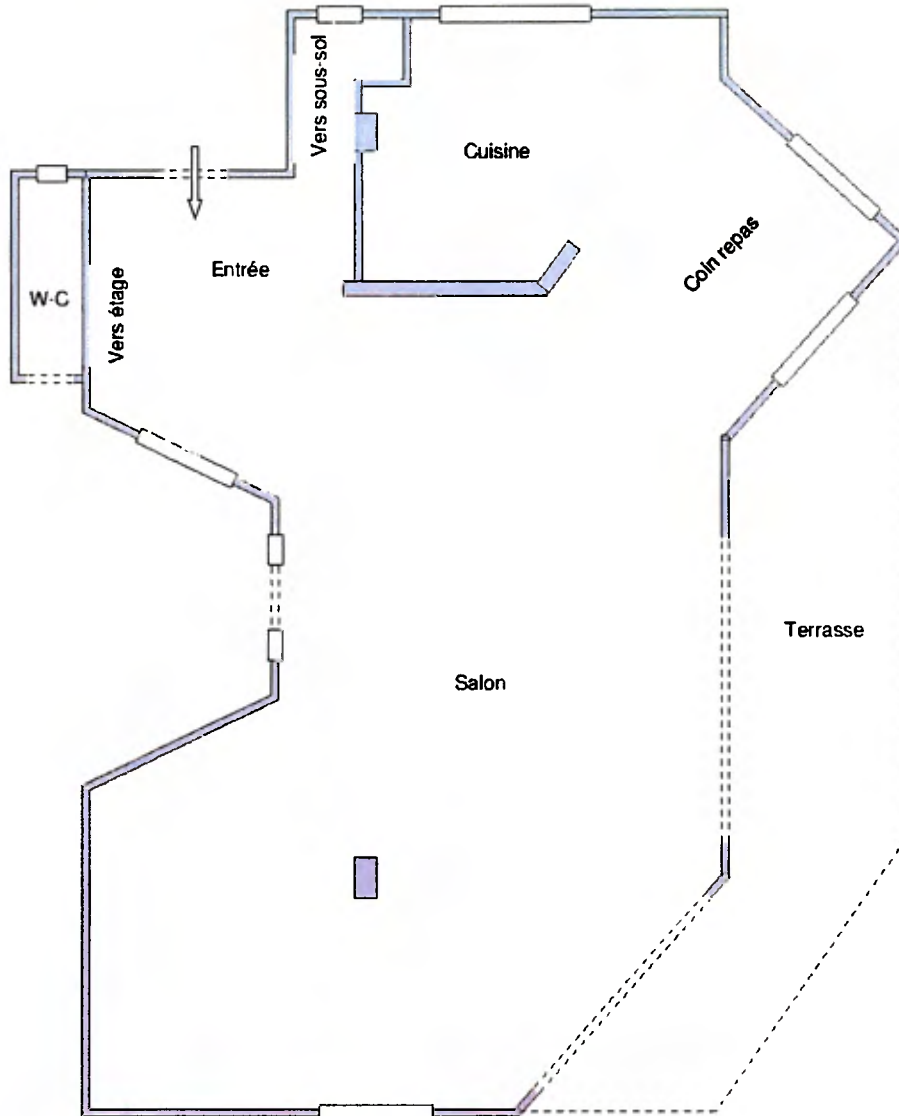 Vers sous-sol
Cuisine
Entrée
Coin repas
W-C
Vers étage
Terrasse
Salon